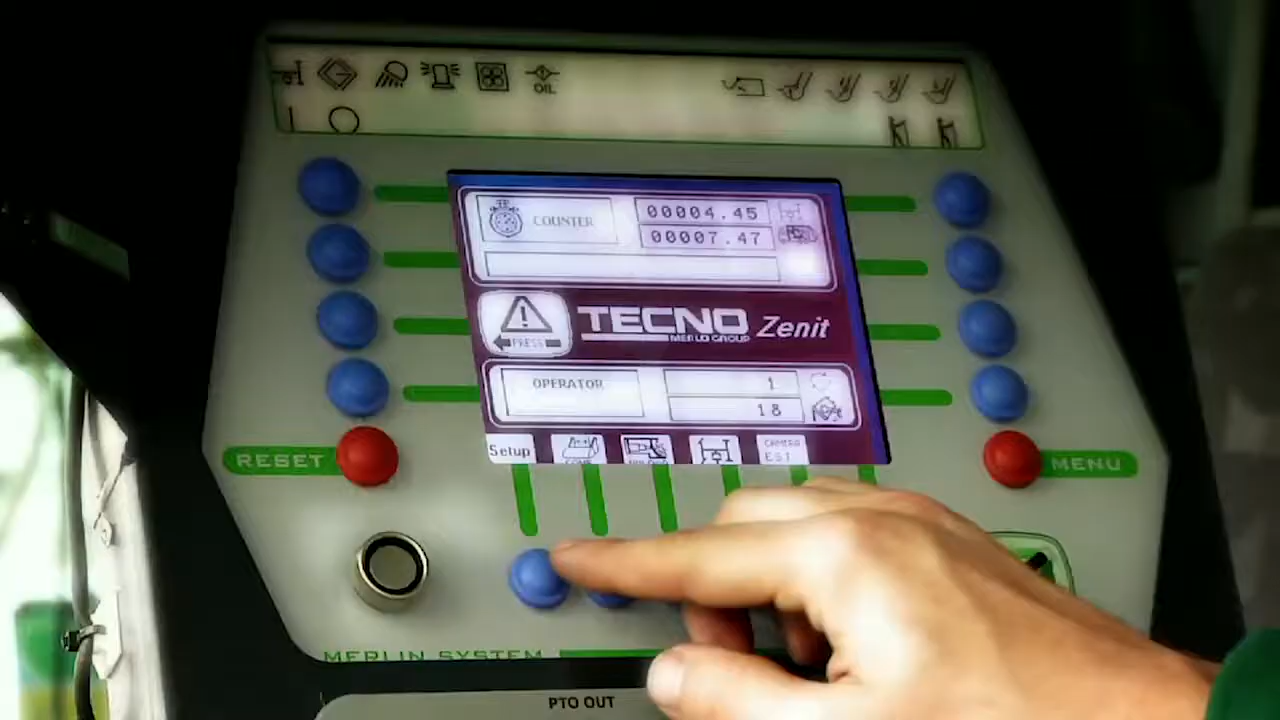 OIL
COUNTER
00004.45
00007.47
PRESS
TECNO Zenit
MERLO GROUP
OPERATOR
1
18
Setup
CAMERA
EST
RESET
MENU
MERLIN SYSTEM
PTO OUT